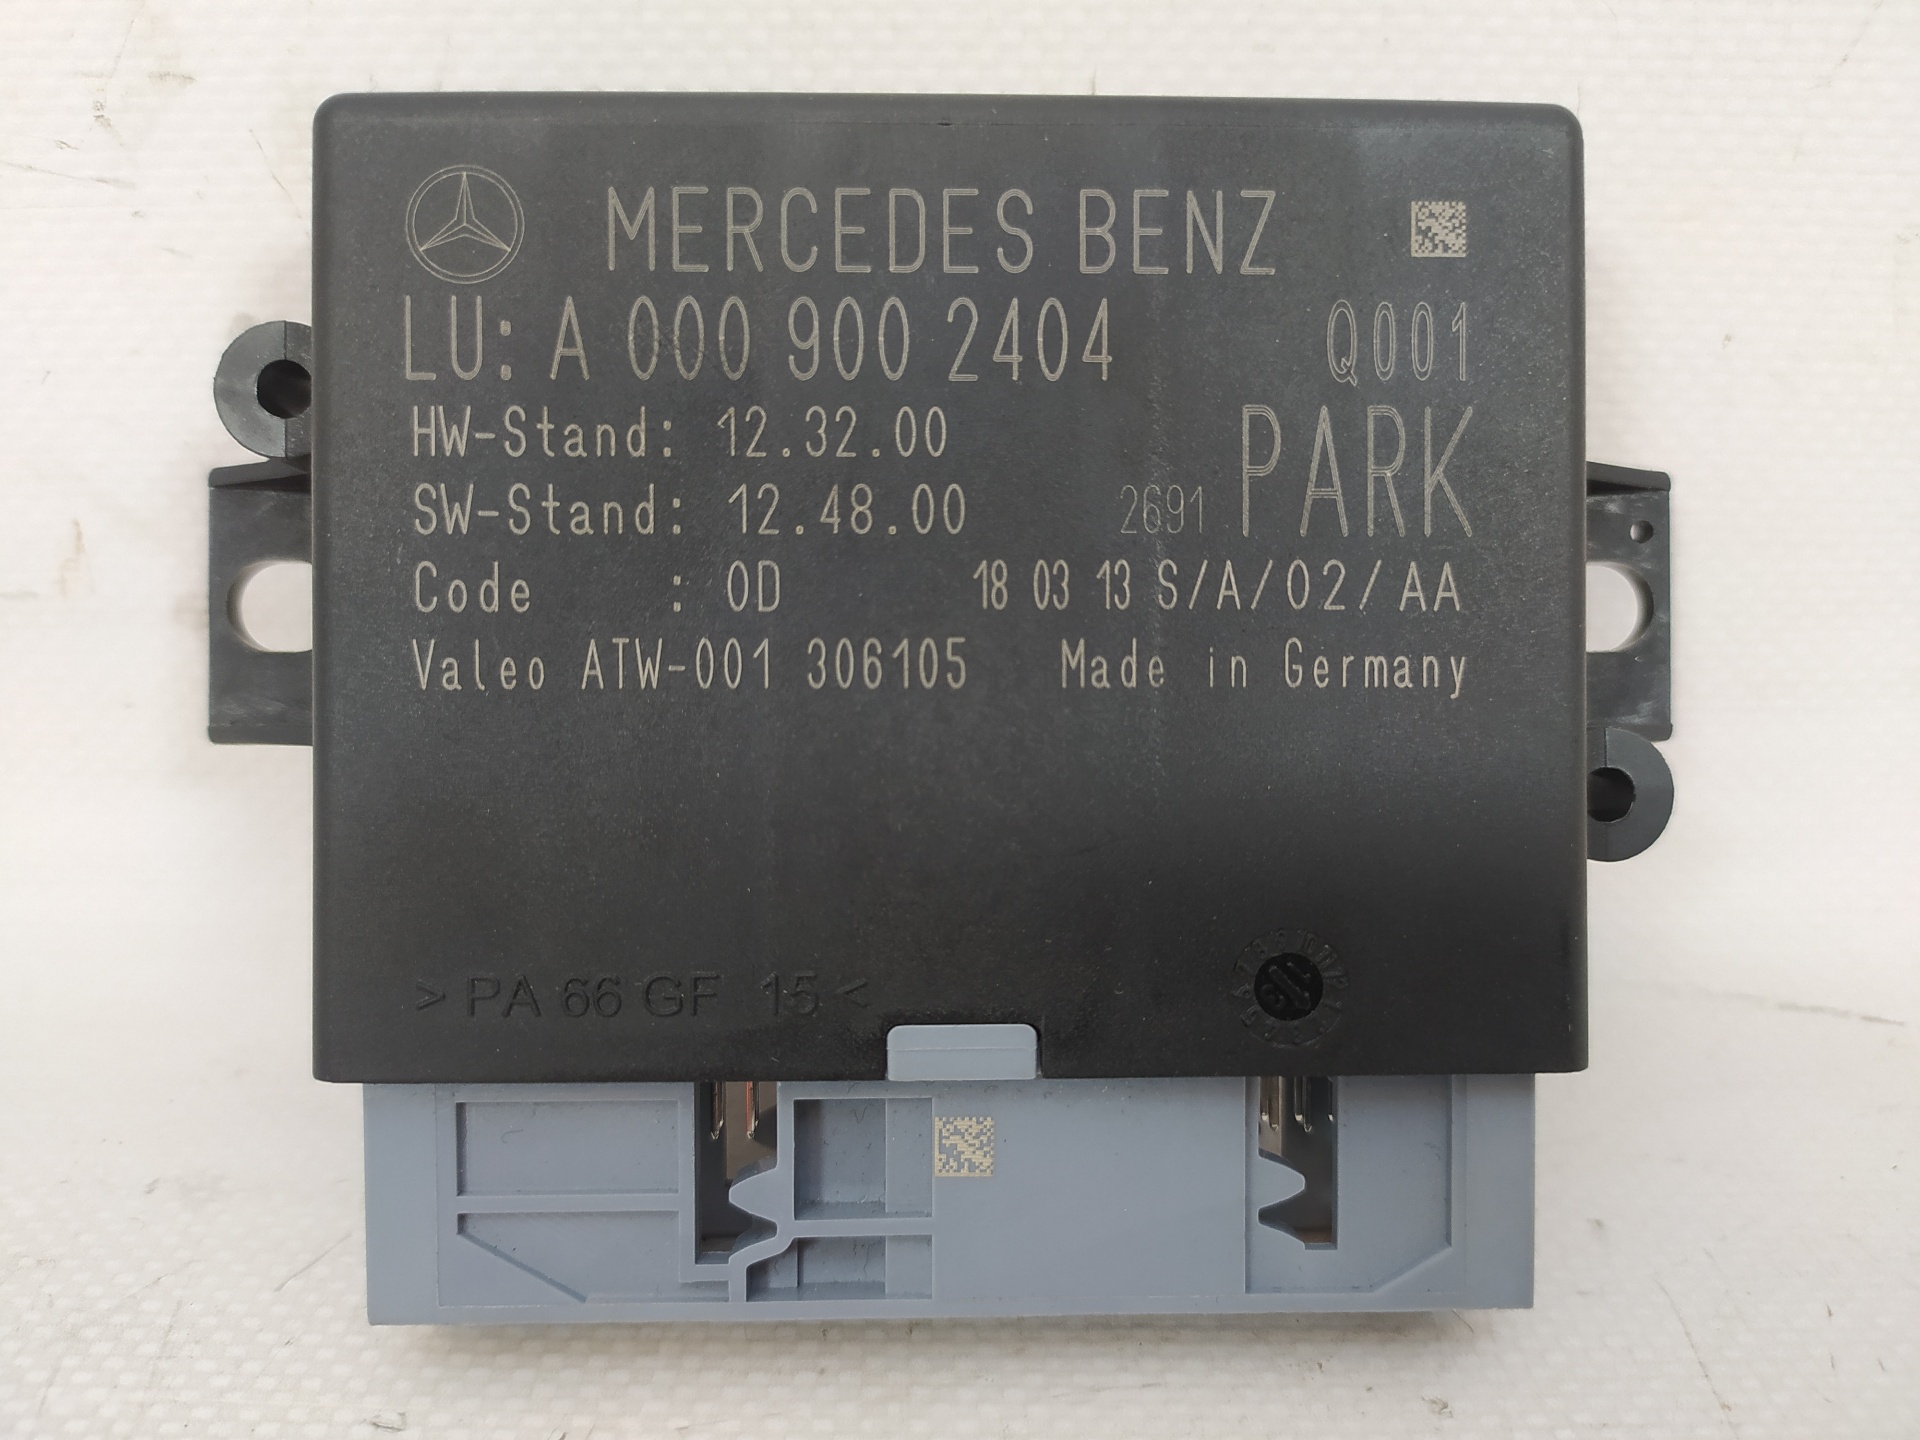 MERCEDES BENZ
LU: A 000 900 2404 Q001
HW-Stand: 12.32.00
PARK
SW-Stand: 12.48.00 2691
Code : 0D 18 03 13 S/A/02/AA
Valeo ATW-001 306105 Made in Germany
> PA 66 GF 15 <